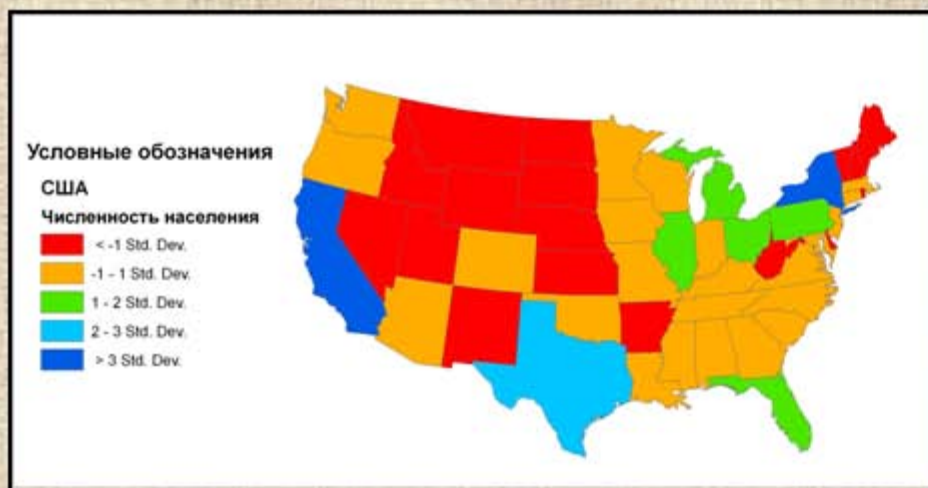 Условные обозначения
США
Численность населения
< -1 Std. Dev.
-1 - 1 Std. Dev.
1 - 2 Std. Dev.
2 - 3 Std. Dev.
> 3 Std. Dev.